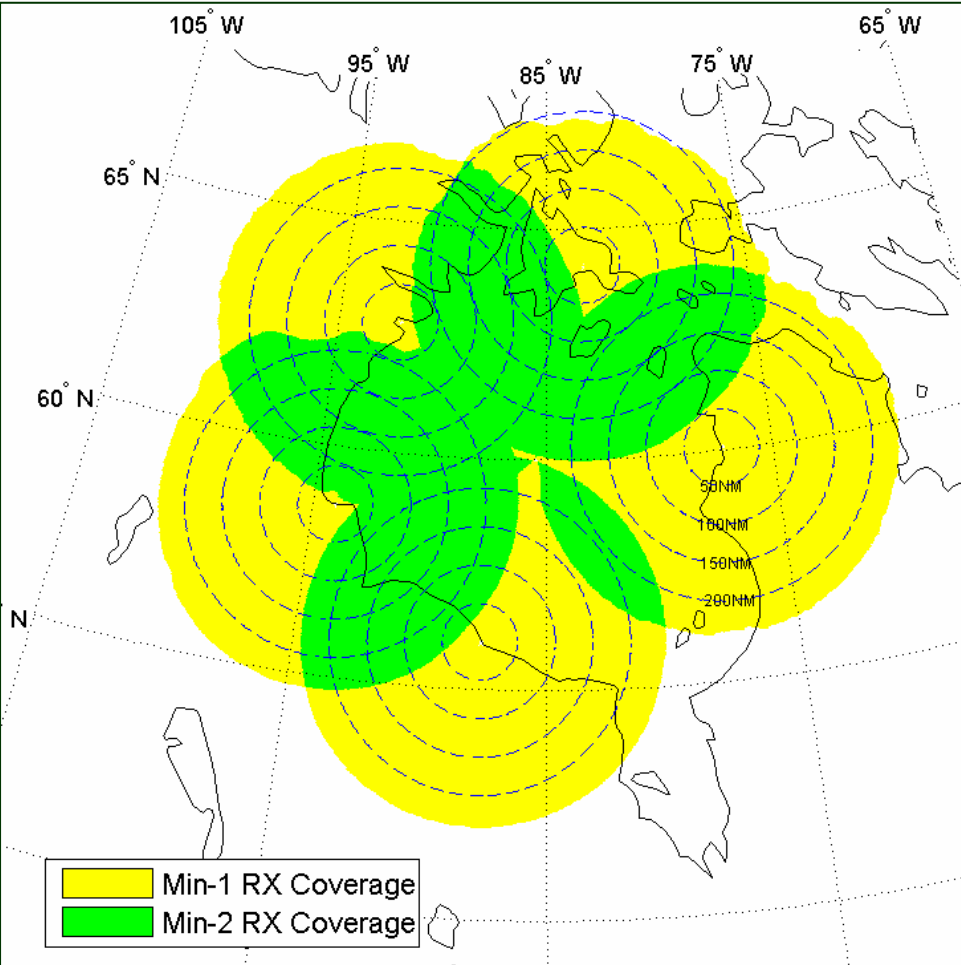 105° W
65° W
95° W
75° W
85° W
65° N
60° N
50NM
100NM
150NM
200NM
N
Min-1 RX Coverage
Min-2 RX Coverage